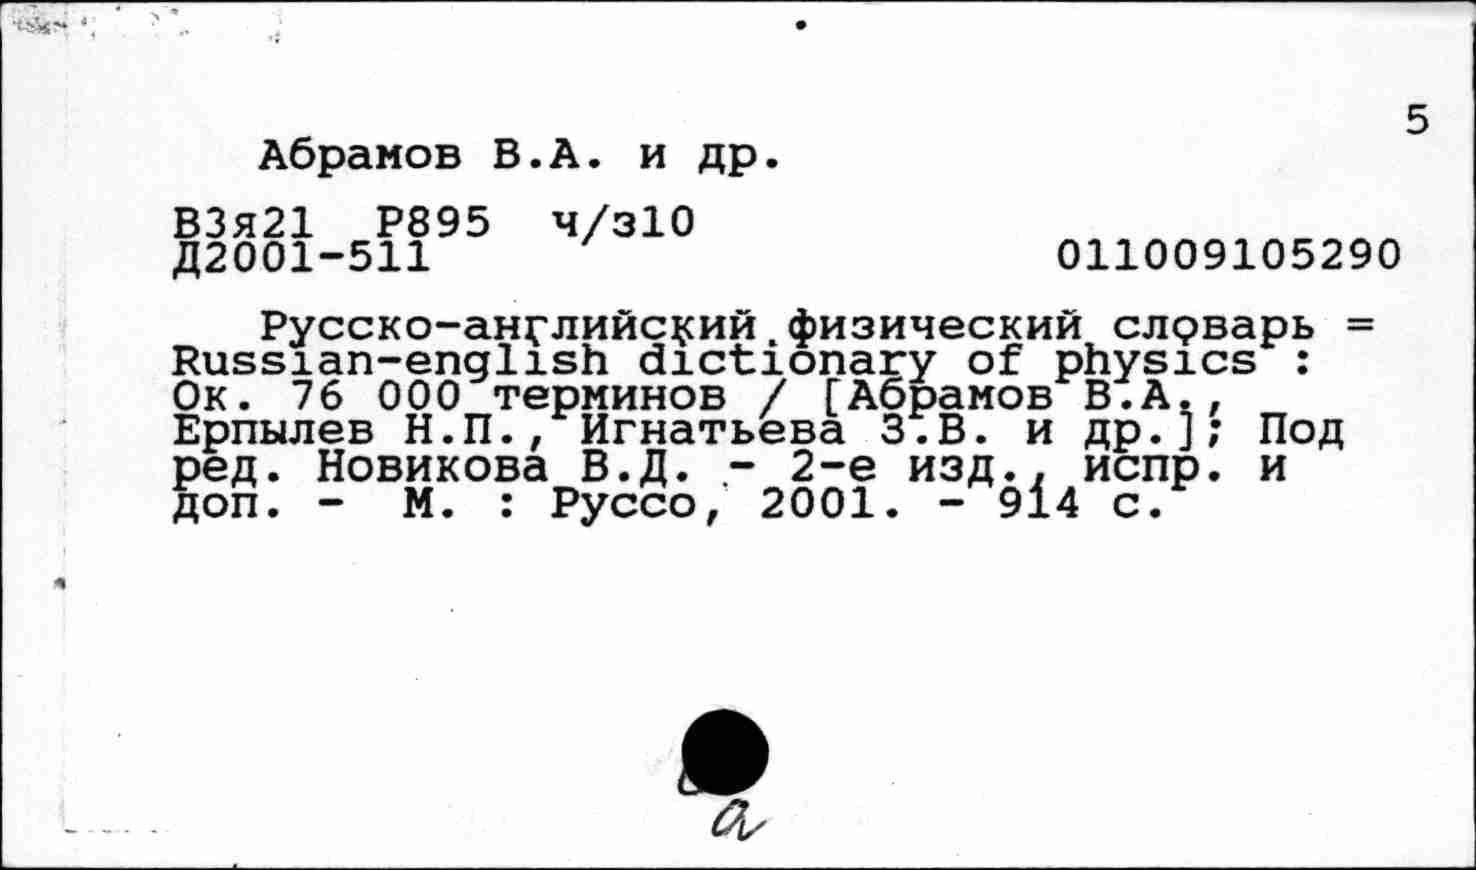 5
Абрамов В.А. и др.
В3я21 Р895 ч/з10
Д2001-511 011009105290
Русско-английский физический словарь =
Russian-english dictionary of physics :
Ок. 76 000 терминов / [Абрамов В.А.,
Ерпылев Н.П., Игнатьева З.В. и др.]; Под
ред. Новикова В.Д. - 2-е изд., испр. и
доп. - М. : Руссо, 2001. - 914 с.